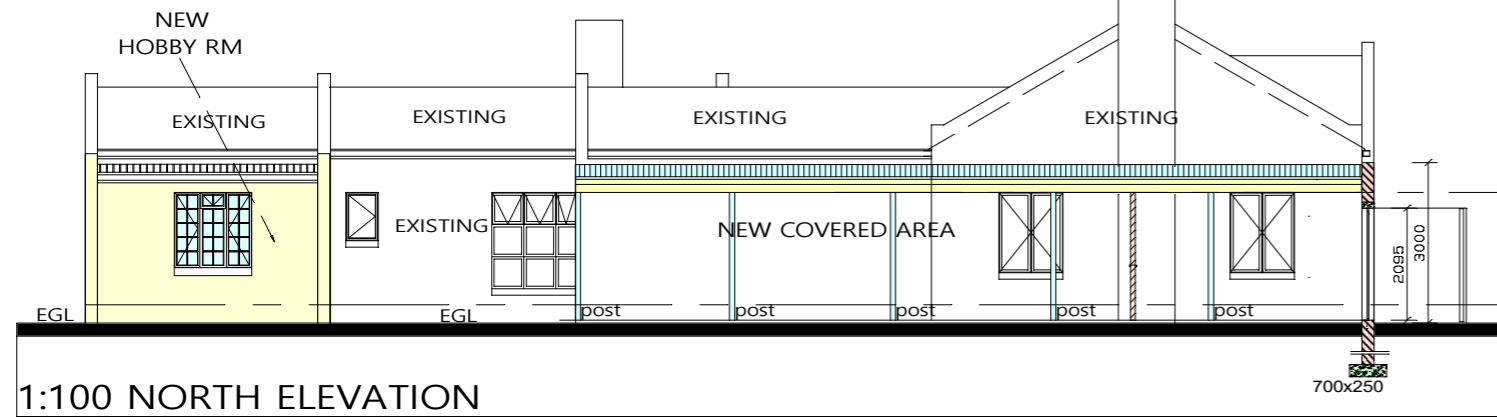 NEW
HOBBY RM
EXISTING
EXISTING
EXISTING
EXISTING
EXISTING
NEW COVERED AREA
2095
3000
EGL
EGL
post
post
post
post
post
700x250
1:100 NORTH ELEVATION